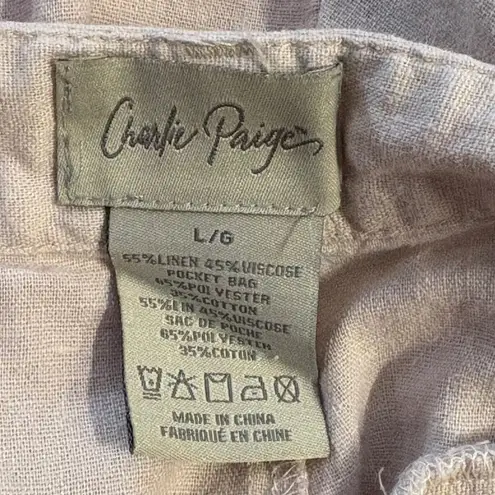 Charlie Paige™
L/G
55%LINEN 45%VISCOSE
POCKET BAG
65%POLYESTER
35%COTTON
55%LIN 45%VISCOSE
SAC DE POCHE
65%POLYESTER
35%COTON
MADE IN CHINA
FABRIQUÉ EN CHINE